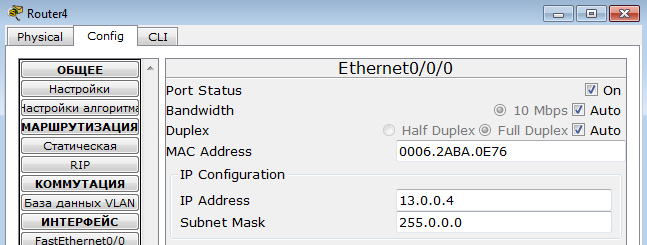 Router4
Physical Config CLI
ОБЩЕЕ
Настройки
Настройки алгоритма
МАРШРУТИЗАЦИЯ
Статическая
RIP
КОММУТАЦИЯ
База данных VLAN
ИНТЕРФЕЙС
FastEthernet0/0
Ethernet0/0/0
Port Status On
Bandwidth 10 Mbps Auto
Duplex Half Duplex Full Duplex Auto
MAC Address 0006.2ABA.0E76
IP Configuration
IP Address 13.0.0.4
Subnet Mask 255.0.0.0